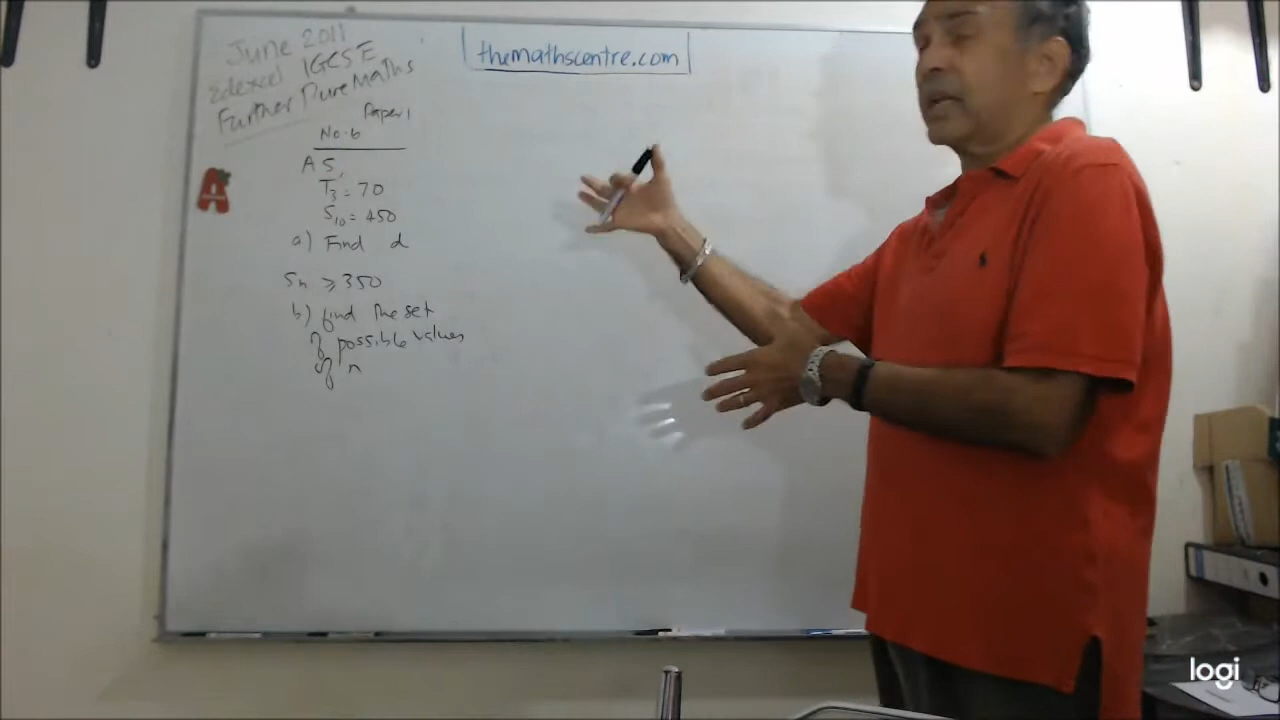 June 2011
Edexcel IGCSE
Further Pure Maths
Paper 1
No. 6
A S,
T₃ = 70
S₁₀ = 450
a) Find d
Sn ⩾ 350
b) find the set
of possible values
of n
themathscentre.com
A
logi